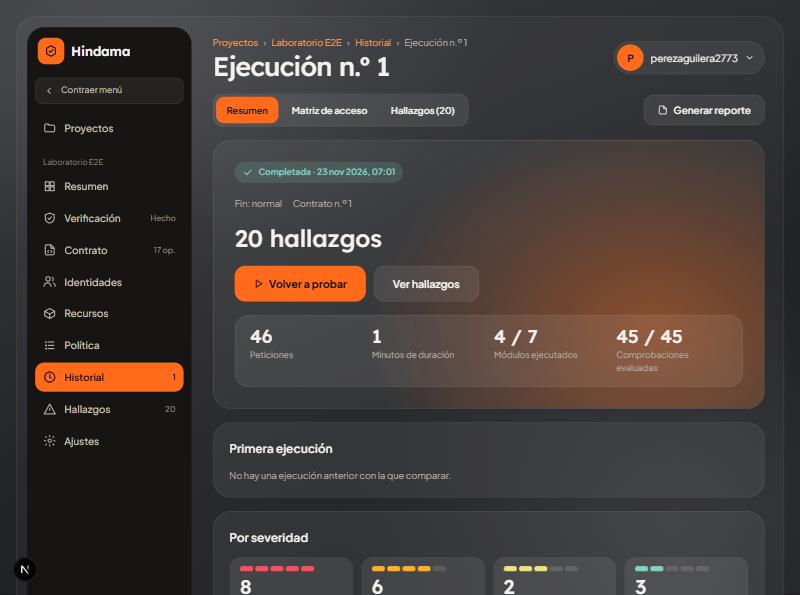 Hindama
Contraer menú
Proyectos
Laboratorio E2E
Resumen
Verificación Hecho
Contrato 17 op.
Identidades
Recursos
Política
Historial 1
Hallazgos 20
Ajustes
N
Proyectos › Laboratorio E2E › Historial › Ejecución n.º 1
Ejecución n.º 1
P perezaguilera2773
Resumen Matriz de acceso Hallazgos (20)
Generar reporte
Completada · 23 nov 2026, 07:01
Fin: normal Contrato n.º 1
20 hallazgos
Volver a probar Ver hallazgos
46 1 4 / 7 45 / 45
Peticiones Minutos de duración Módulos ejecutados Comprobaciones
evaluadas
Primera ejecución
No hay una ejecución anterior con la que comparar.
Por severidad
8 6 2 3